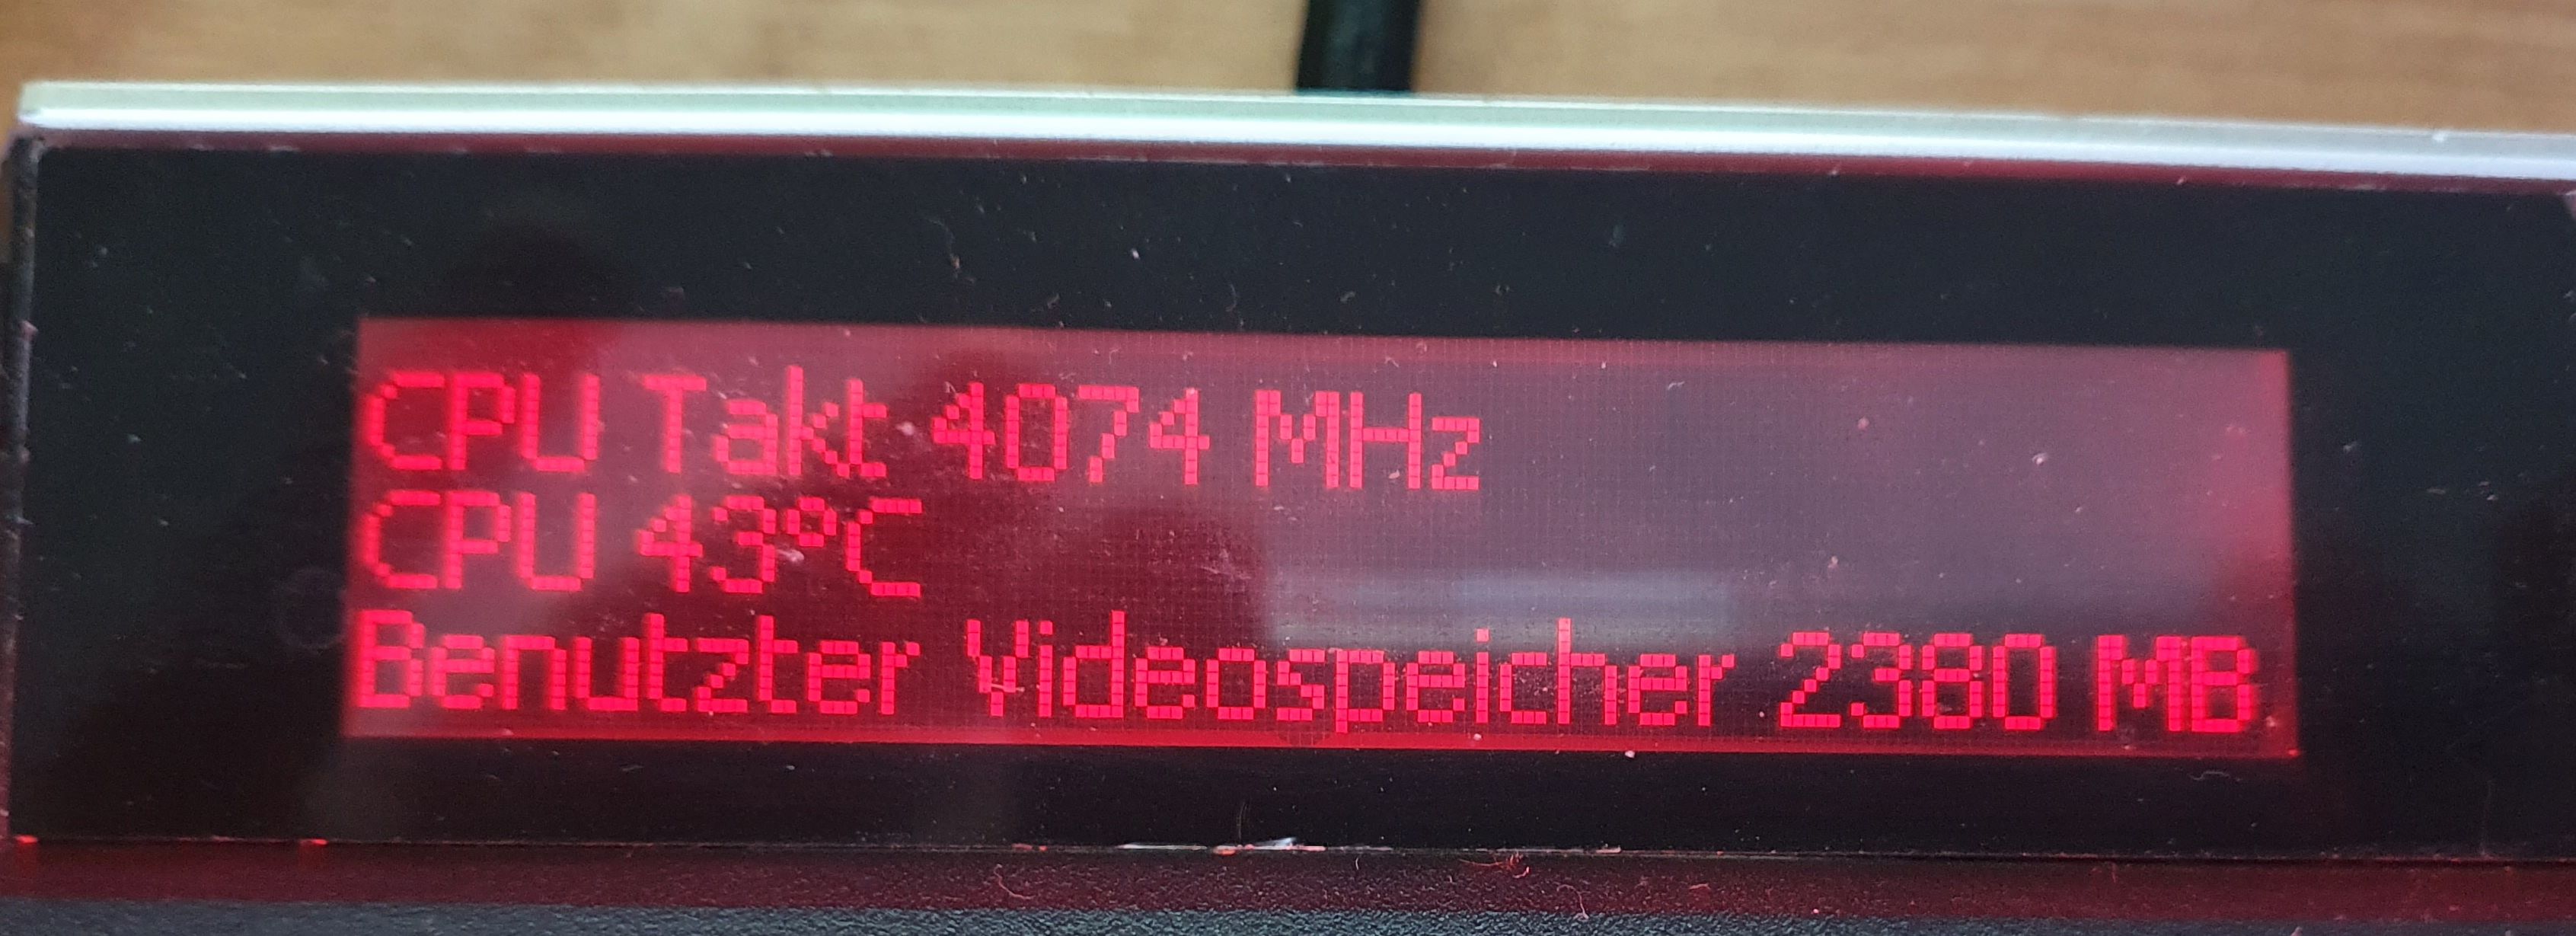 CPU Takt 4074 MHz
CPU 43°C
Benutzter Videospeicher 2380 MB